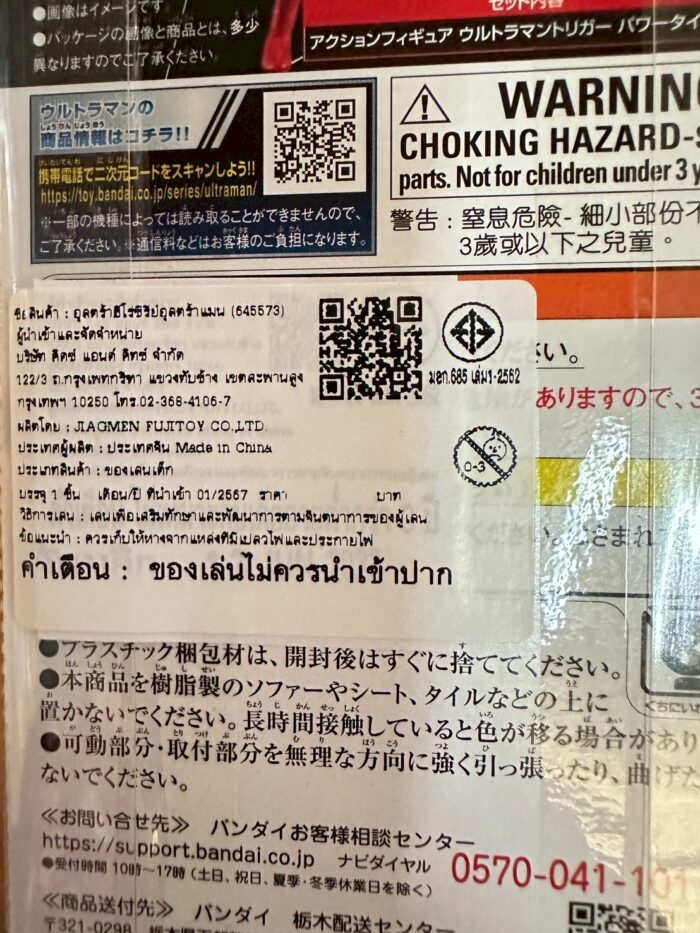 ●画像はイメージです
●パッケージの画像と商品とは、多少
異なりますのでご了承ください。
セット内容
アクションフィギュア ウルトラマントリガー パワータイ
ウルトラマンの
商品情報はコチラ!!
携帯電話で二次元コードをスキャンしよう!!
https://toy.bandai.co.jp/series/ultraman/
※一部の機種によっては読み取ることができませんので、
ご了承ください。※通信料などはお客様のご負担になります。
WARNIN
CHOKING HAZARD-S
parts. Not for children under 3 y
警告：窒息危險- 細小部份不
3歲或以下之兒童。
ชื่อสินค้า : อุลตร้าฮีโรซีรีย์อุลตร้าแมน (645573)
ผู้นำเข้าและจัดจำหน่าย
บริษัท คิดซ์ แอนด์ คิทซ์ จำกัด
122/3 ถ.กรุงเทพกรีฑา แขวงทับช้าง เขตสะพานสูง
กรุงเทพฯ 10250 โทร.02-368-4106-7
ผลิตโดย : JIAGMEN FUJITOY CO.,LTD.
ประเทศผู้ผลิต : ประเทศจีน Made in China
ประเภทสินค้า : ของเล่นเด็ก
บรรจุ 1 ชิ้น เดือน/ปี ที่นำเข้า 01/2567 ราคา บาท
วิธีการเล่น : เล่นเพื่อเสริมทักษะและพัฒนาการตามจินตนาการของผู้เล่น
ข้อแนะนำ : ควรเก็บให้ห่างจากแหล่งที่มีเปลวไฟและประกายไฟ
คำเตือน : ของเล่นไม่ควรนำเข้าปาก
มอก.685 เล่ม1-2562
0-3
さい。
ありますので、3
●プラスチック梱包材は、開封後はすぐに捨ててください。
●本商品を樹脂製のソファーやシート、タイルなどの上に
置かないでください。長時間接触していると色が移る場合があり
●可動部分・取付部分を無理な方向に強く引っ張ったり、曲げた
ないでください。
くちにいれ
≪お問い合せ先≫ バンダイお客様相談センター
https://support.bandai.co.jp ナビダイヤル 0570-041-101
●受付時間 10時～17時（土日、祝日、夏季・冬季休業日を除く）
≪商品送付先≫ バンダイ 栃木配送センター
〒321-0298